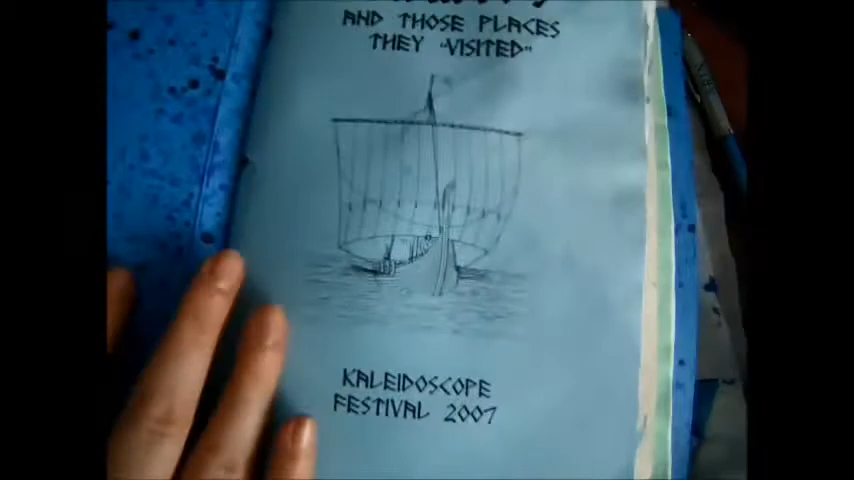 AND THOSE PLACES
THEY "VISITED"
KALEIDOSCOPE
FESTIVAL 2007